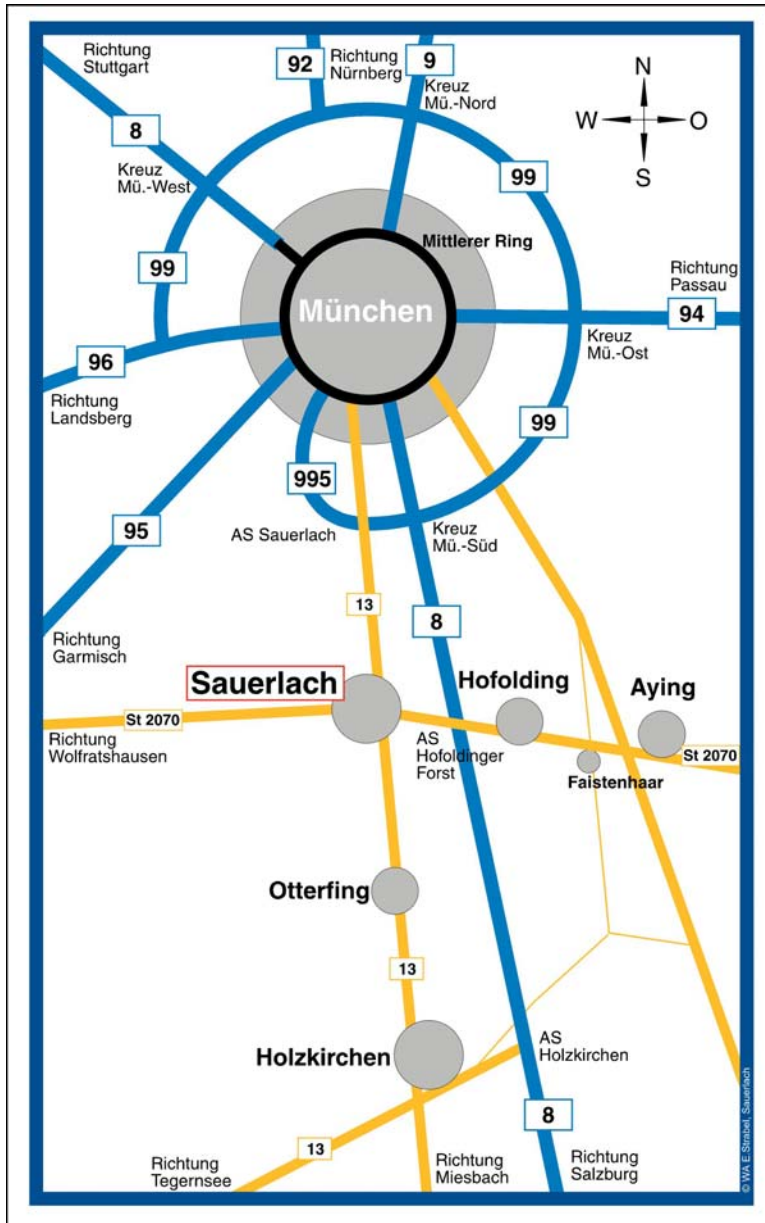 Richtung
Stuttgart
92
Richtung
Nürnberg
9
Kreuz
Mü.-Nord
N
W
O
S
8
Kreuz
Mü.-West
99
99
Mittlerer Ring
München
Richtung
Passau
94
Kreuz
Mü.-Ost
96
Richtung
Landsberg
99
995
95
AS Sauerlach
Kreuz
Mü.-Süd
13
8
Richtung
Garmisch
Sauerlach
Hofolding
Aying
St 2070
Richtung
Wolfratshausen
AS
Hofoldinger
Forst
St 2070
Faistenhaar
Otterfing
13
Holzkirchen
AS
Holzkirchen
8
13
Richtung
Tegernsee
Richtung
Miesbach
Richtung
Salzburg
© WA E.Strabel, Sauerlach